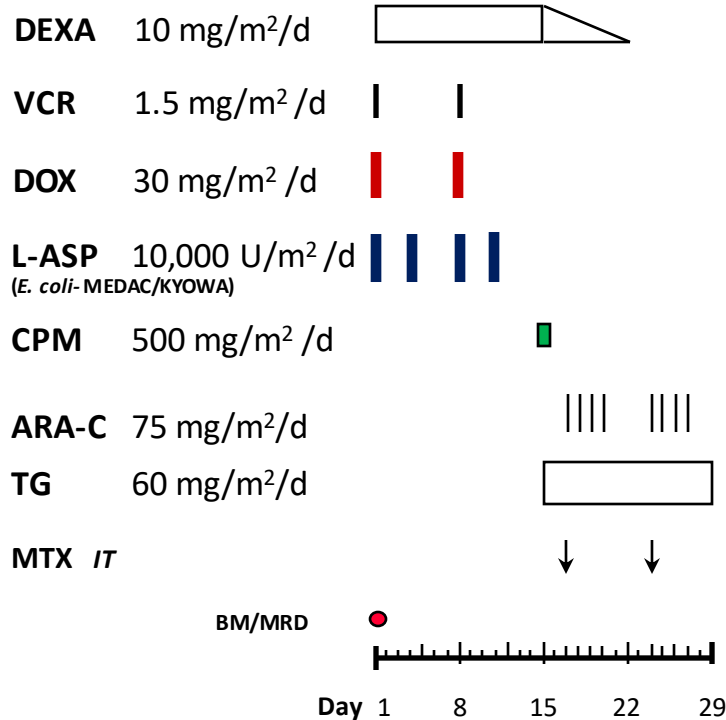 DEXA 10 mg/m²/d
VCR 1.5 mg/m² /d
DOX 30 mg/m² /d
L-ASP 10,000 U/m² /d
(E. coli- MEDAC/KYOWA)
CPM 500 mg/m² /d
ARA-C 75 mg/m²/d
TG 60 mg/m²/d
MTX IT
BM/MRD
Day 1 8 15 22 29